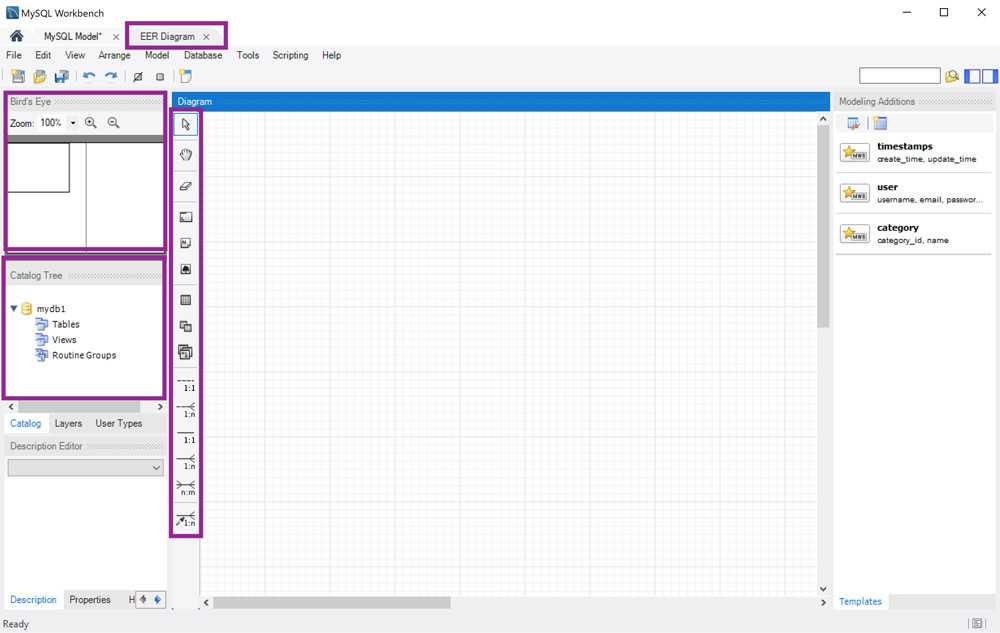 MySQL Workbench
MySQL Model*
EER Diagram
File Edit View Arrange Model Database Tools Scripting Help
Bird's Eye
Zoom: 100%
Catalog Tree
mydb1
Tables
Views
Routine Groups
Catalog Layers User Types
Description Editor
Description Properties H
Diagram
1:1
1:n
1:1
1:n
n:m
1:n
Modeling Additions
timestamps
create_time, update_time
user
username, email, passwor...
category
category_id, name
Templates
Ready